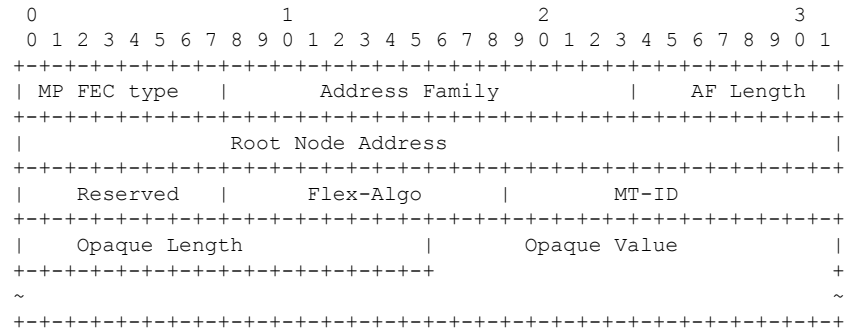 0                   1                   2                   3
 0 1 2 3 4 5 6 7 8 9 0 1 2 3 4 5 6 7 8 9 0 1 2 3 4 5 6 7 8 9 0 1
+-+-+-+-+-+-+-+-+-+-+-+-+-+-+-+-+-+-+-+-+-+-+-+-+-+-+-+-+-+-+-+-+
| MP FEC type   |       Address Family          |    AF Length  |
+-+-+-+-+-+-+-+-+-+-+-+-+-+-+-+-+-+-+-+-+-+-+-+-+-+-+-+-+-+-+-+-+
|                Root Node Address                              |
+-+-+-+-+-+-+-+-+-+-+-+-+-+-+-+-+-+-+-+-+-+-+-+-+-+-+-+-+-+-+-+-+
|    Reserved   |      Flex-Algo      |        MT-ID
+-+-+-+-+-+-+-+-+-+-+-+-+-+-+-+-+-+-+-+-+-+-+-+-+-+-+-+-+-+-+-+-+
|    Opaque Length              |       Opaque Value            |
+-+-+-+-+-+-+-+-+-+-+-+-+-+-+-+-+                               +
~                                                               ~
+-+-+-+-+-+-+-+-+-+-+-+-+-+-+-+-+-+-+-+-+-+-+-+-+-+-+-+-+-+-+-+-+